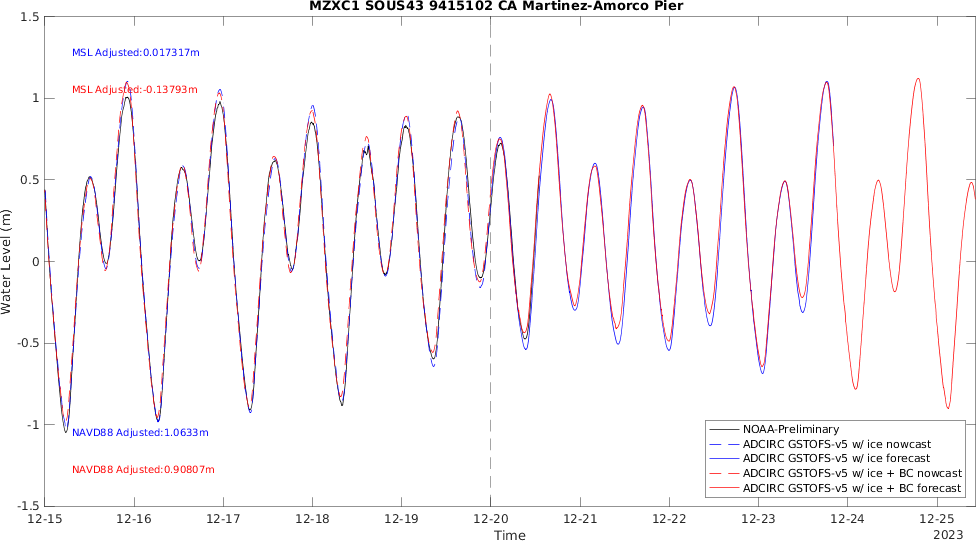 MZXC1 SOUS43 9415102 CA Martinez-Amorco Pier
1.5
MSL Adjusted:0.017317m
MSL Adjusted:-0.13793m
1
0.5
0
-0.5
-1
-1.5
Water Level (m)
NAVD88 Adjusted:1.0633m
NAVD88 Adjusted:0.90807m
NOAA-Preliminary
ADCIRC GSTOFS-v5 w/ ice nowcast
ADCIRC GSTOFS-v5 w/ ice forecast
ADCIRC GSTOFS-v5 w/ ice + BC nowcast
ADCIRC GSTOFS-v5 w/ ice + BC forecast
12-15 12-16 12-17 12-18 12-19 12-20 12-21 12-22 12-23 12-24 12-25
Time
2023